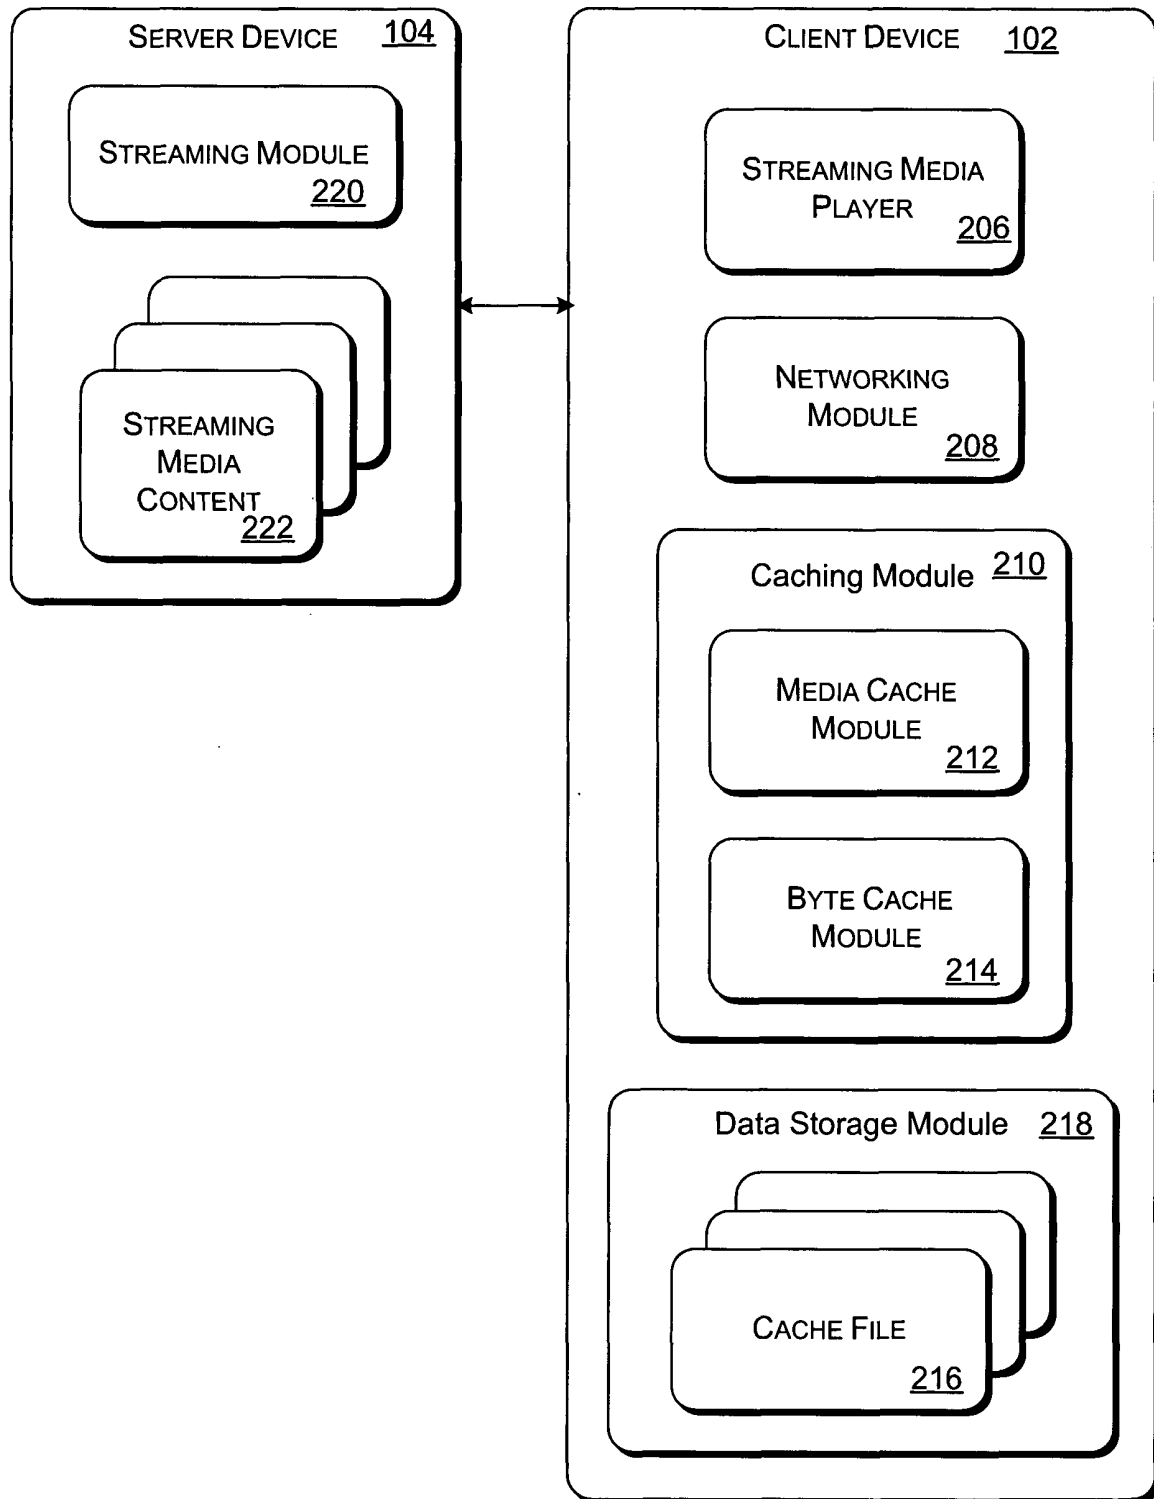 SERVER DEVICE 104
STREAMING MODULE
220
STREAMING
MEDIA
CONTENT
222
CLIENT DEVICE 102
STREAMING MEDIA
PLAYER
206
NETWORKING
MODULE
208
Caching Module 210
MEDIA CACHE
MODULE
212
BYTE CACHE
MODULE
214
Data Storage Module 218
CACHE FILE
216